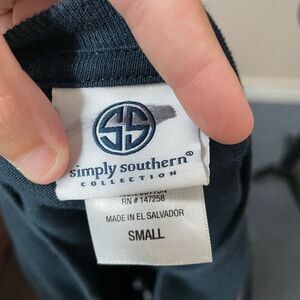 SS
simply southern®
COLLECTION
RN # 147258
MADE IN EL SALVADOR
SMALL